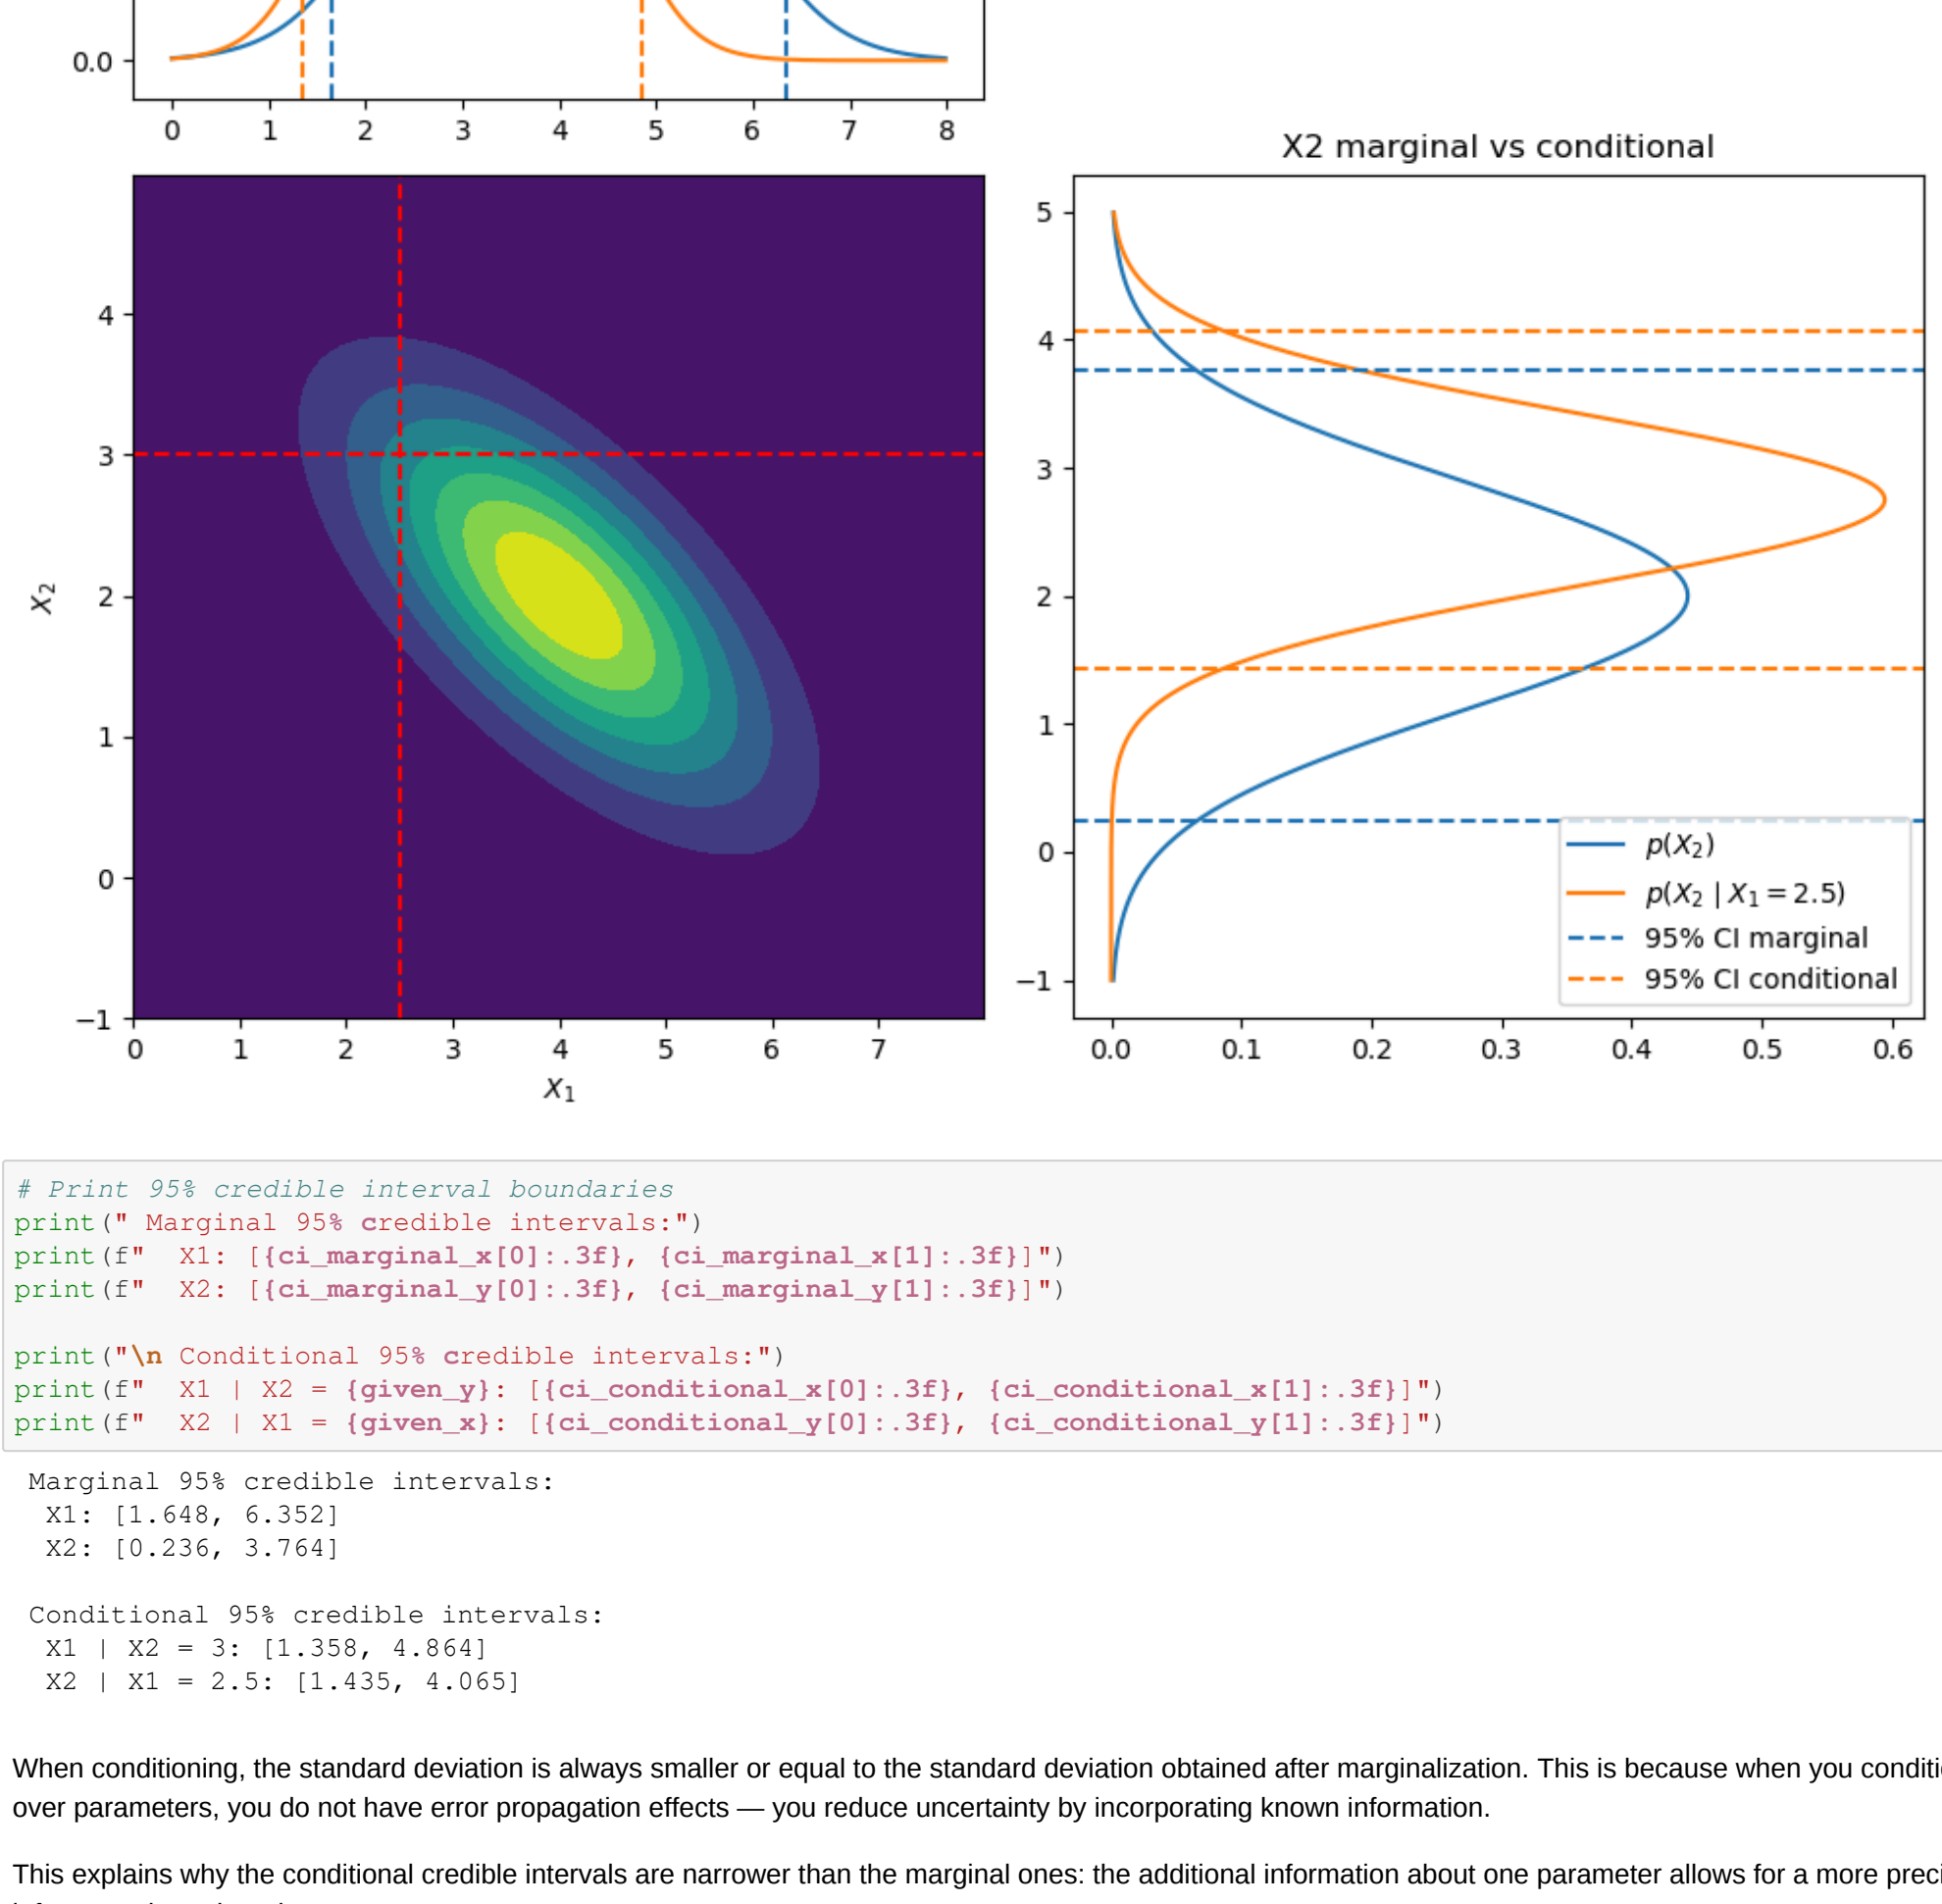 0.0
0 1 2 3 4 5 6 7 8
X2 marginal vs conditional
5
4
3
2
1
0
−1
4
3
2
1
0
−1
X₂
p(X₂)
p(X₂ | X₁ = 2.5)
95% CI marginal
95% CI conditional
0 1 2 3 4 5 6 7
0.0 0.1 0.2 0.3 0.4 0.5 0.6
X₁
# Print 95% credible interval boundaries
print(" Marginal 95% credible intervals:")
print(f"  X1: [{ci_marginal_x[0]:.3f}, {ci_marginal_x[1]:.3f}]")
print(f"  X2: [{ci_marginal_y[0]:.3f}, {ci_marginal_y[1]:.3f}]")
print("\n Conditional 95% credible intervals:")
print(f"  X1 | X2 = {given_y}: [{ci_conditional_x[0]:.3f}, {ci_conditional_x[1]:.3f}]")
print(f"  X2 | X1 = {given_x}: [{ci_conditional_y[0]:.3f}, {ci_conditional_y[1]:.3f}]")
Marginal 95% credible intervals:
X1: [1.648, 6.352]
X2: [0.236, 3.764]
Conditional 95% credible intervals:
X1 | X2 = 3: [1.358, 4.864]
X2 | X1 = 2.5: [1.435, 4.065]
When conditioning, the standard deviation is always smaller or equal to the standard deviation obtained after marginalization. This is because when you
over parameters, you do not have error propagation effects — you reduce uncertainty by incorporating known information.
This explains why the conditional credible intervals are narrower than the marginal ones: the additional information about one parameter allows for a more